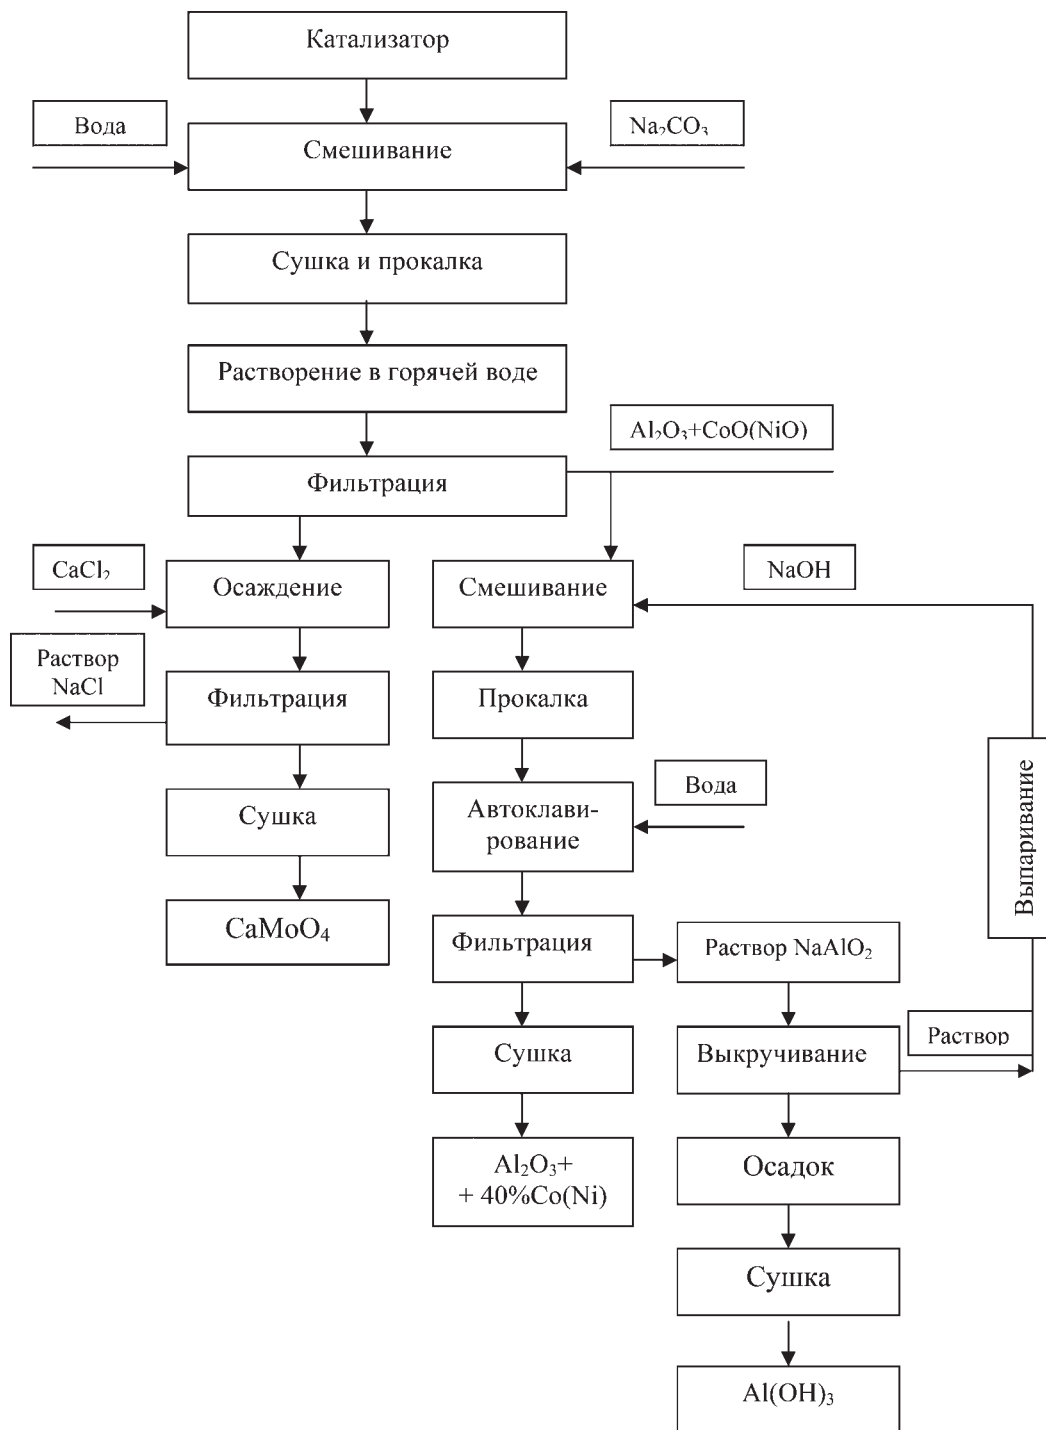 Катализатор
Вода
Na₂CO₃
Смешивание
Сушка и прокалка
Растворение в горячей воде
Al₂O₃+CoO(NiO)
Фильтрация
CaCl₂
Осаждение
Смешивание
NaOH
Раствор
NaCl
Фильтрация
Прокалка
Вода
Сушка
Автоклави-
рование
Выпаривание
CaMoO₄
Фильтрация
Раствор NaAlO₂
Сушка
Выкручивание
Раствор
Al₂O₃+
+ 40%Co(Ni)
Осадок
Сушка
Al(OH)₃